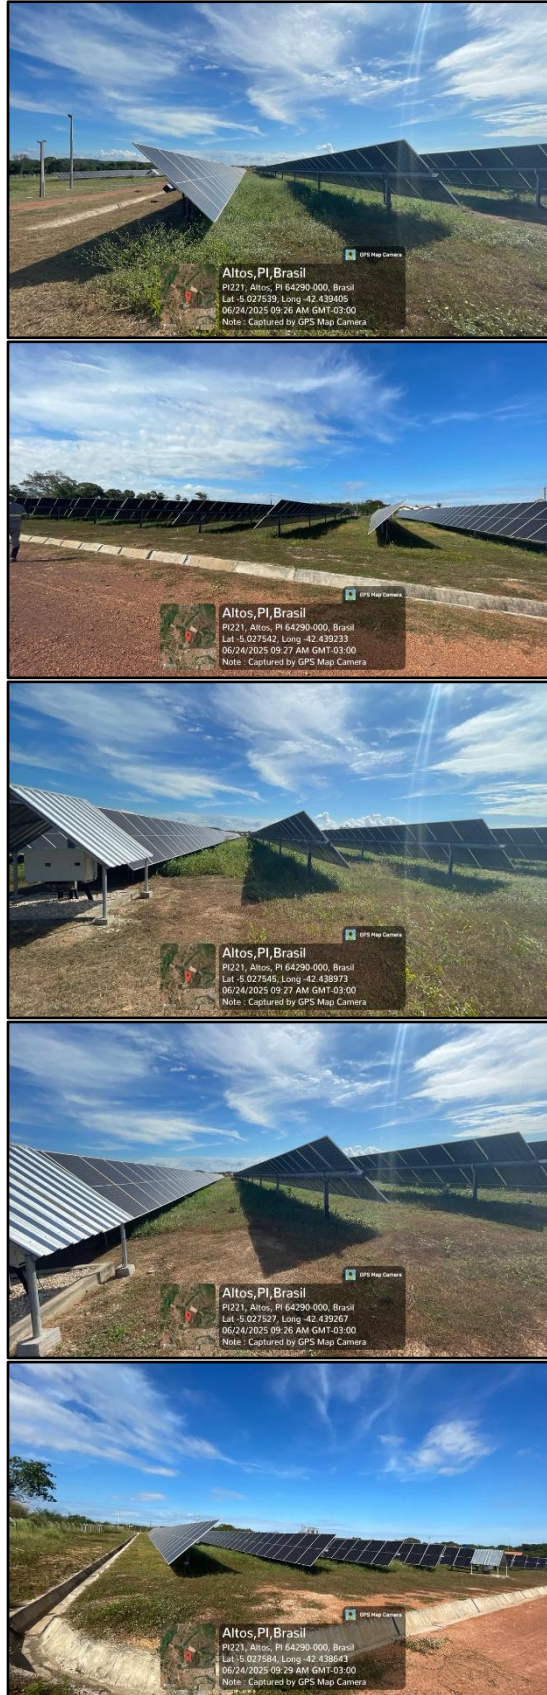 GPS Map Camera
Altos,PI,Brasil
PI221, Altos, PI 64290-000, Brasil
Lat -5.027539, Long -42.439405
06/24/2025 09:26 AM GMT-03:00
Note : Captured by GPS Map Camera
GPS Map Camera
Altos,PI,Brasil
PI221, Altos, PI 64290-000, Brasil
Lat -5.027542, Long -42.439233
06/24/2025 09:27 AM GMT-03:00
Note : Captured by GPS Map Camera
GPS Map Camera
Altos,PI,Brasil
PI221, Altos, PI 64290-000, Brasil
Lat -5.027545, Long -42.438973
06/24/2025 09:27 AM GMT-03:00
Note : Captured by GPS Map Camera
GPS Map Camera
Altos,PI,Brasil
PI221, Altos, PI 64290-000, Brasil
Lat -5.027527, Long -42.439267
06/24/2025 09:26 AM GMT-03:00
Note : Captured by GPS Map Camera
GPS Map Camera
Altos,PI,Brasil
PI221, Altos, PI 64290-000, Brasil
Lat -5.027584, Long -42.438643
06/24/2025 09:29 AM GMT-03:00
Note : Captured by GPS Map Camera